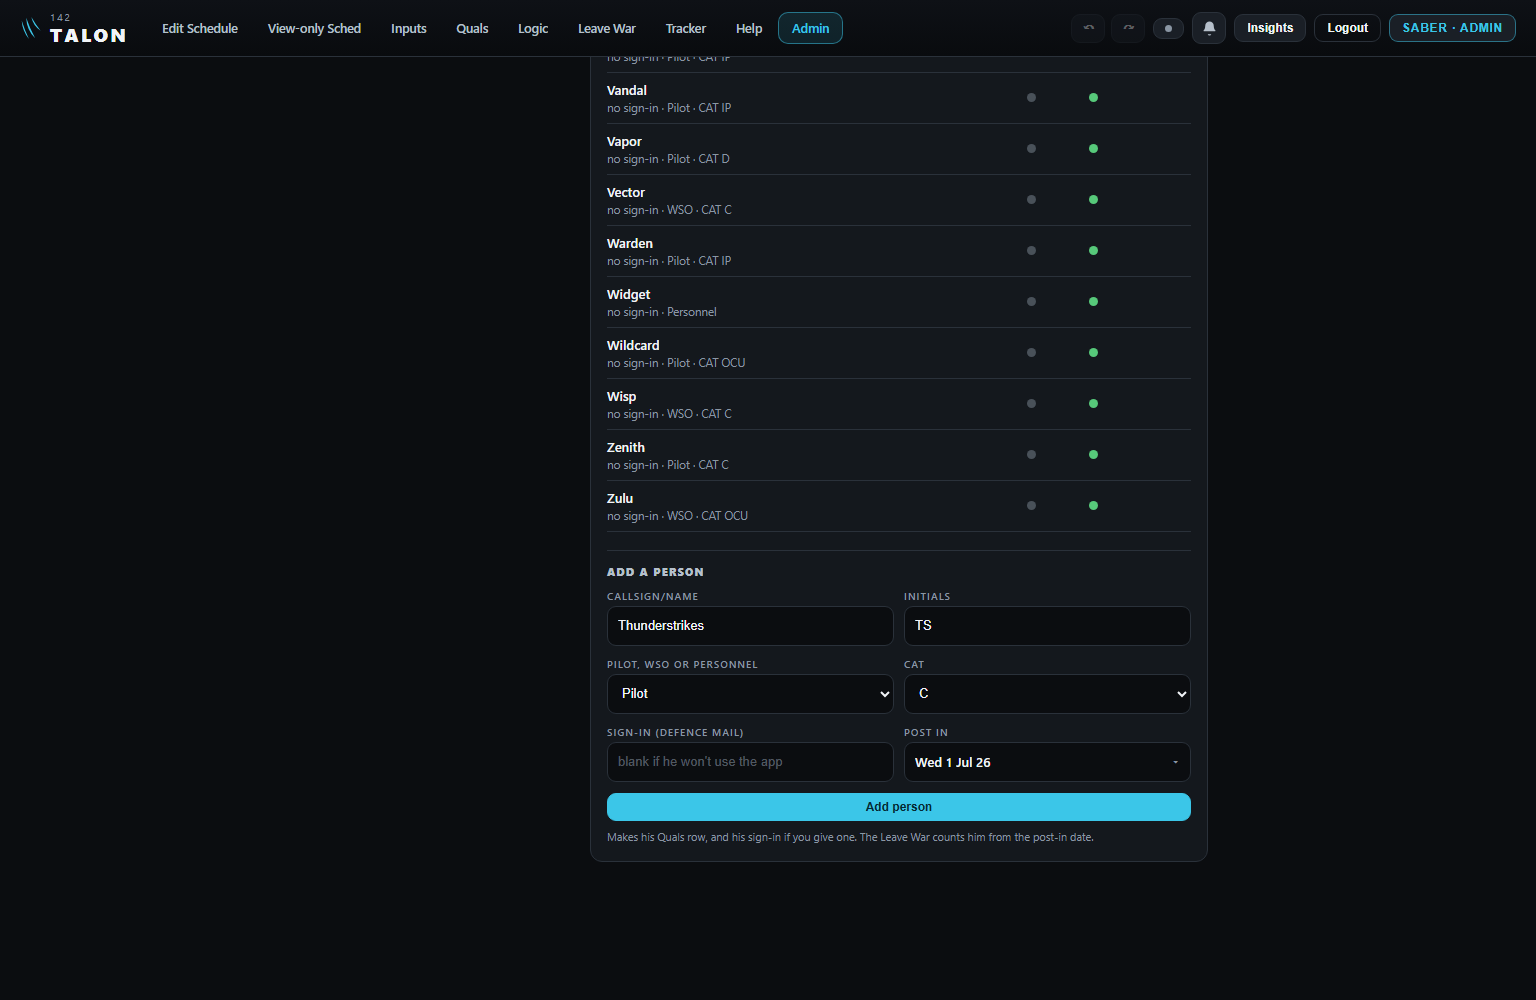 142
TALON
Edit Schedule
View-only Sched
Inputs
Quals
Logic
Leave War
Tracker
Help
Admin
Insights
Logout
SABER · ADMIN
no sign-in · Pilot · CAT IP
Vandal
no sign-in · Pilot · CAT IP
Vapor
no sign-in · Pilot · CAT D
Vector
no sign-in · WSO · CAT C
Warden
no sign-in · Pilot · CAT IP
Widget
no sign-in · Personnel
Wildcard
no sign-in · Pilot · CAT OCU
Wisp
no sign-in · WSO · CAT C
Zenith
no sign-in · Pilot · CAT C
Zulu
no sign-in · WSO · CAT OCU
ADD A PERSON
CALLSIGN/NAME
INITIALS
Thunderstrikes
TS
PILOT, WSO OR PERSONNEL
CAT
Pilot
C
SIGN-IN (DEFENCE MAIL)
POST IN
blank if he won't use the app
Wed 1 Jul 26
Add person
Makes his Quals row, and his sign-in if you give one. The Leave War counts him from the post-in date.